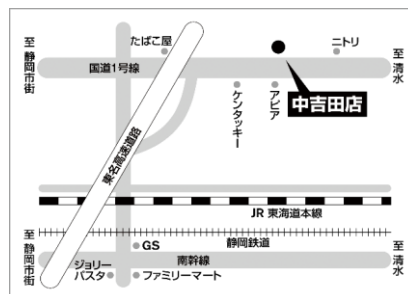 たばこ屋
ニトリ
至静岡市街
国道1号線
至清水
ケンタッキー
アピア
中吉田店
東名高速道路
JR 東海道本線
静岡鉄道
至静岡市街
GS
南幹線
至清水
ジョリーパスタ
ファミリーマート